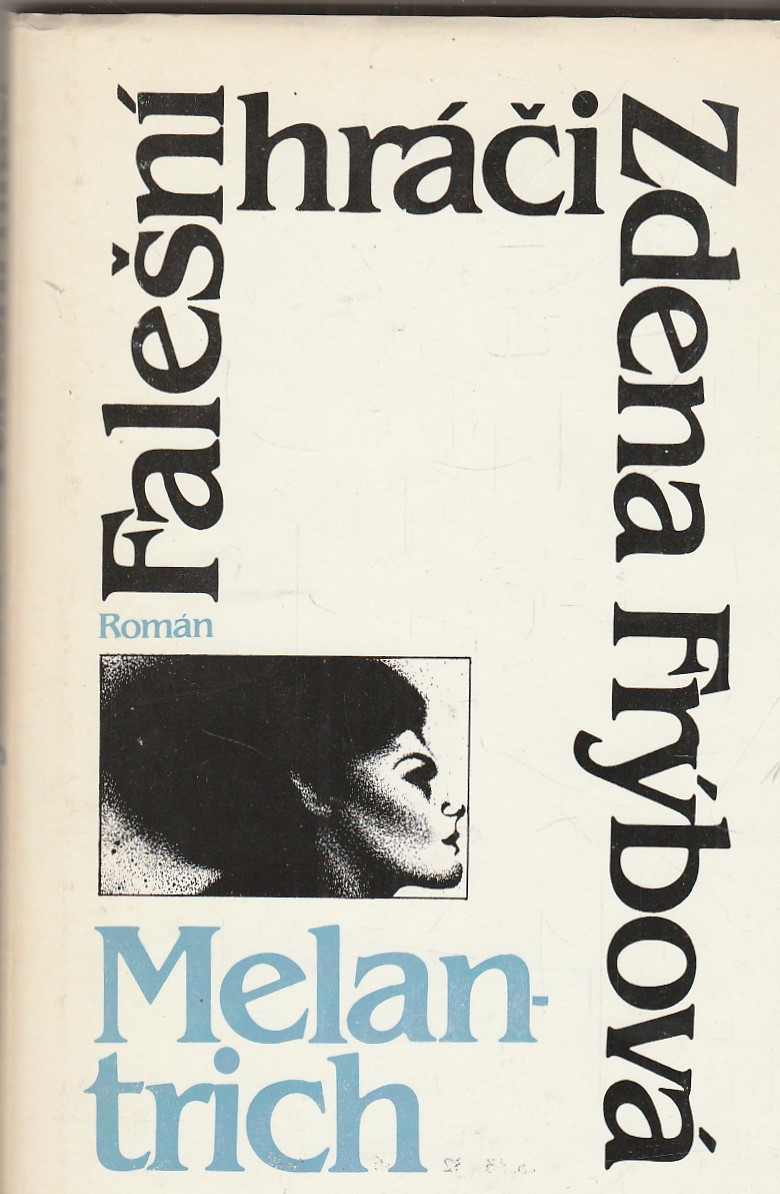 Falešní
hráči
Zdena Frýbová
Román
Melan-
trich